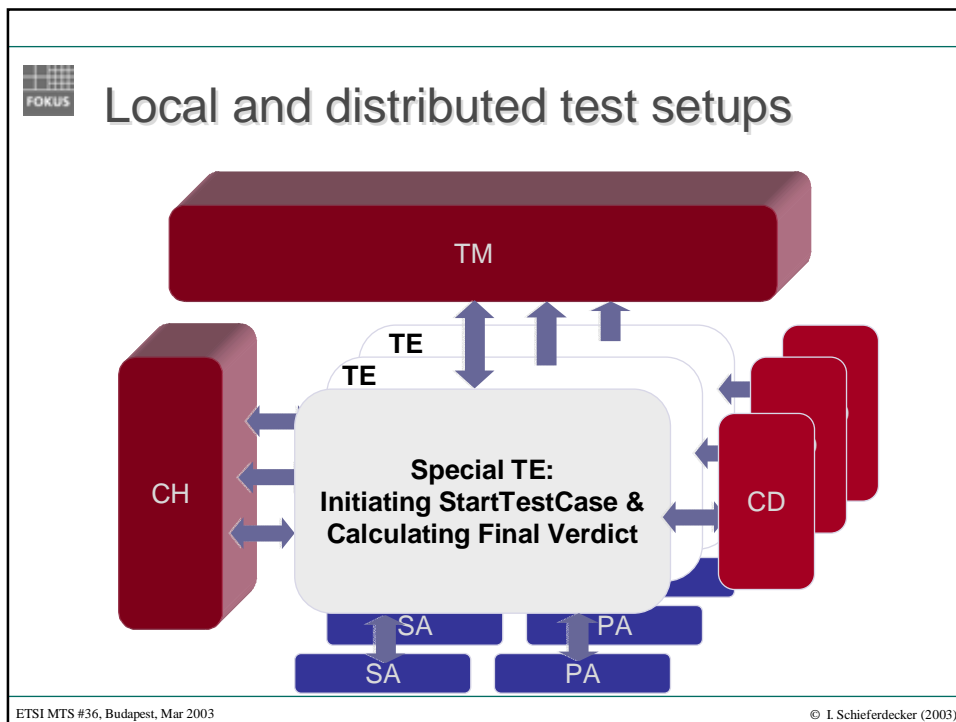 FOKUS
Local and distributed test setups
TM
TE
TE
Special TE:
Initiating StartTestCase &
Calculating Final Verdict
CH
CD
SA
PA
SA
PA
ETSI MTS #36, Budapest, Mar 2003
© I. Schieferdecker (2003)